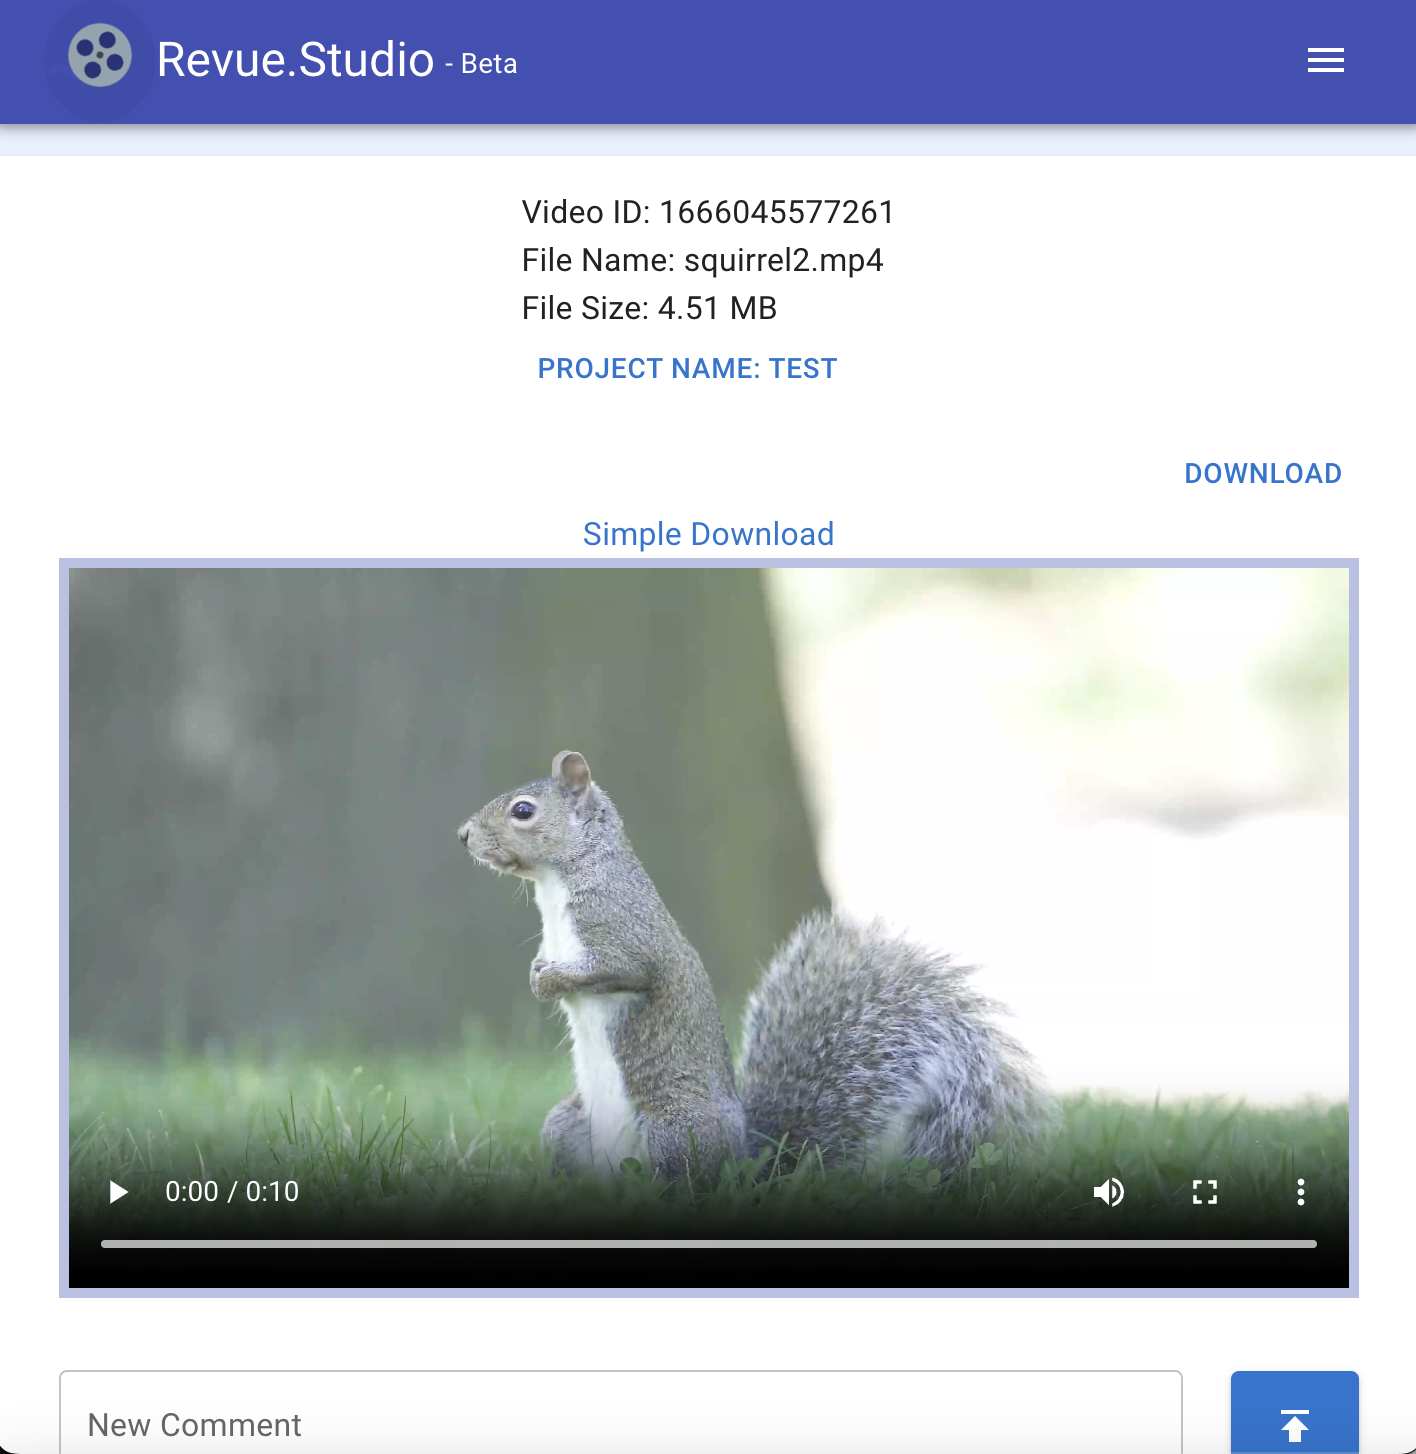 Revue.Studio - Beta
Video ID: 1666045577261
File Name: squirrel2.mp4
File Size: 4.51 MB
PROJECT NAME: TEST
DOWNLOAD
Simple Download
0:00 / 0:10
New Comment